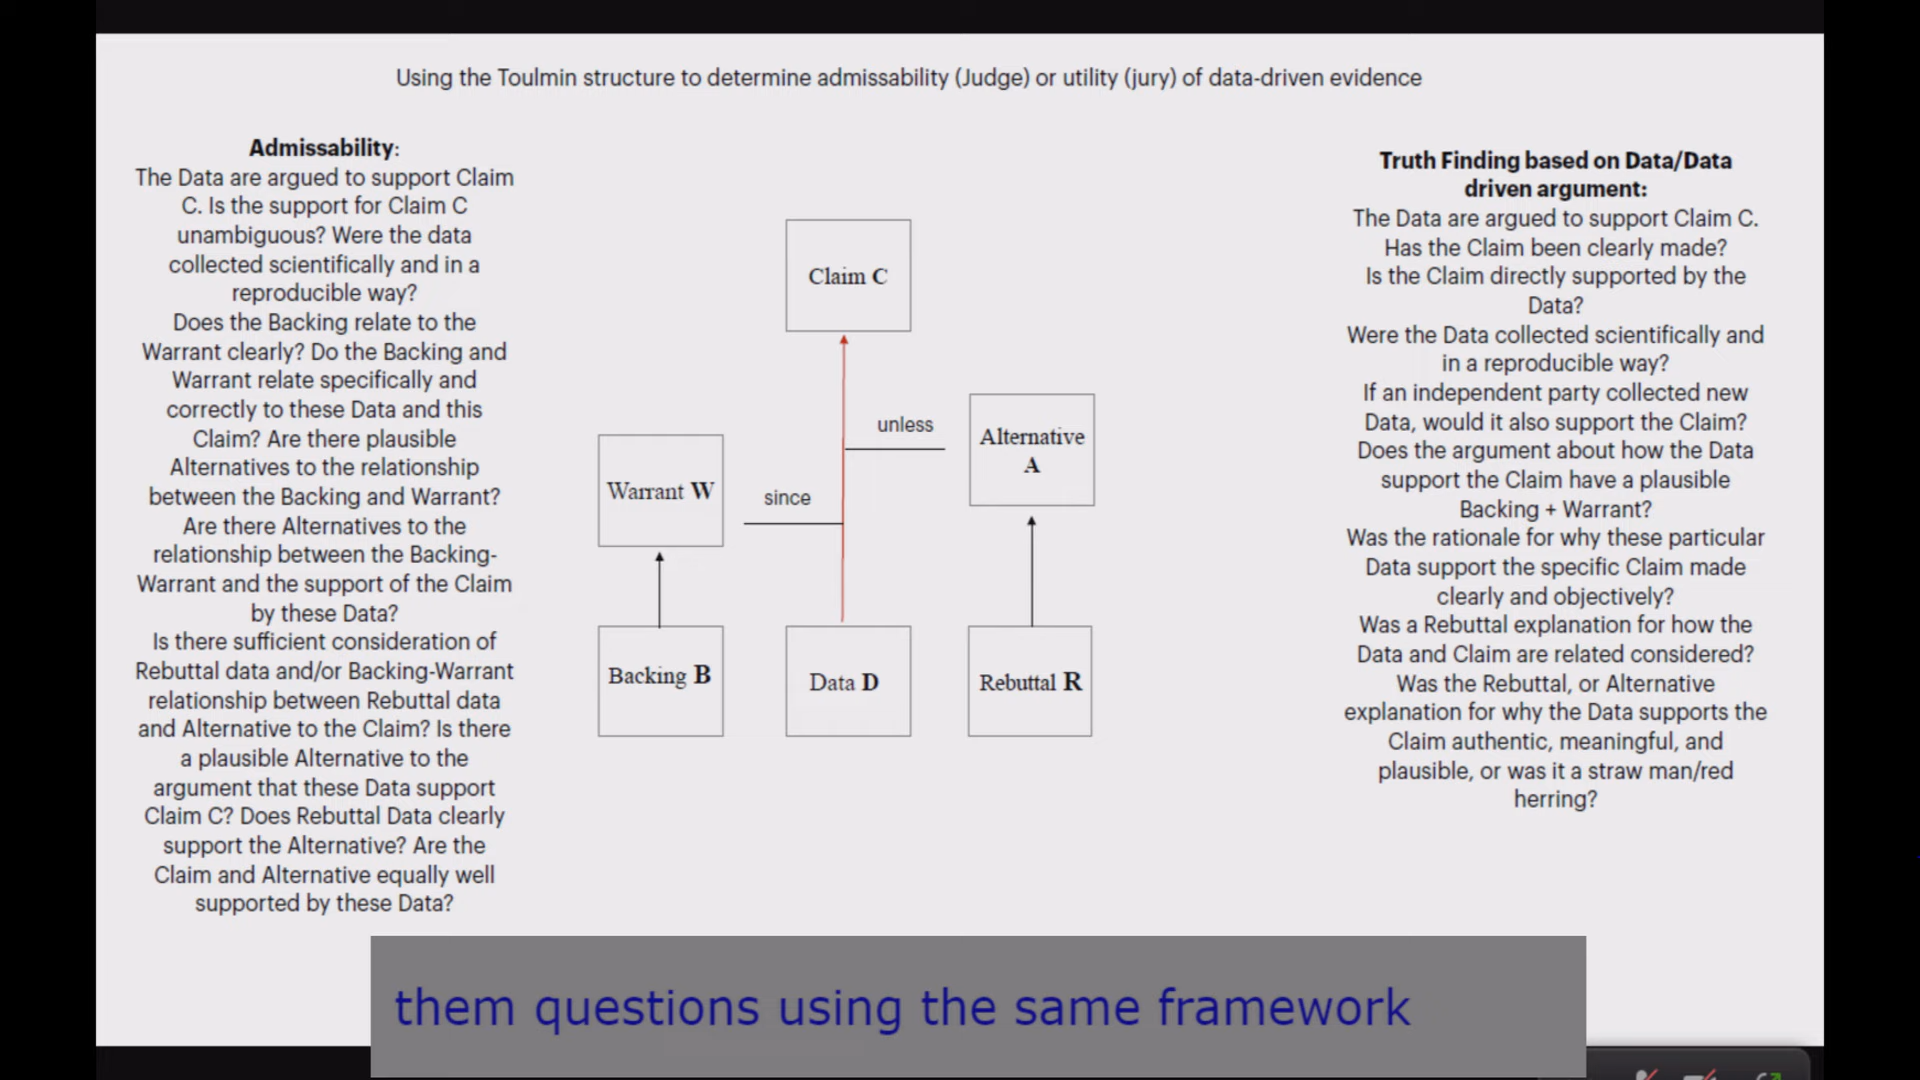 Using the Toulmin structure to determine admissability (Judge) or utility (jury) of data-driven evidence
Admissability:
The Data are argued to support Claim
C. Is the support for Claim C
unambiguous? Were the data
collected scientifically and in a
reproducible way?
Does the Backing relate to the
Warrant clearly? Do the Backing and
Warrant relate specifically and
correctly to these Data and this
Claim? Are there plausible
Alternatives to the relationship
between the Backing and Warrant?
Are there Alternatives to the
relationship between the Backing-
Warrant and the support of the Claim
by these Data?
Is there sufficient consideration of
Rebuttal data and/or Backing-Warrant
relationship between Rebuttal data
and Alternative to the Claim? Is there
a plausible Alternative to the
argument that these Data support
Claim C? Does Rebuttal Data clearly
support the Alternative? Are the
Claim and Alternative equally well
supported by these Data?
Claim C
unless
Alternative
A
Warrant W
since
Backing B
Data D
Rebuttal R
Truth Finding based on Data/Data
driven argument:
The Data are argued to support Claim C.
Has the Claim been clearly made?
Is the Claim directly supported by the
Data?
Were the Data collected scientifically and
in a reproducible way?
If an independent party collected new
Data, would it also support the Claim?
Does the argument about how the Data
support the Claim have a plausible
Backing + Warrant?
Was the rationale for why these particular
Data support the specific Claim made
clearly and objectively?
Was a Rebuttal explanation for how the
Data and Claim are related considered?
Was the Rebuttal, or Alternative
explanation for why the Data supports the
Claim authentic, meaningful, and
plausible, or was it a straw man/red
herring?
them questions using the same framework